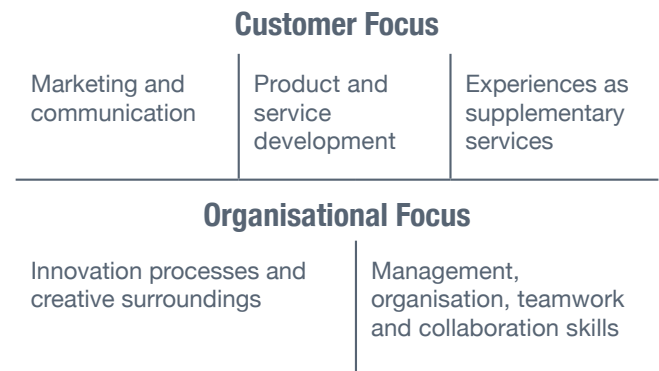 Customer Focus
Marketing and
communication
Product and
service
development
Experiences as
supplementary
services
Organisational Focus
Innovation processes and
creative surroundings
Management,
organisation, teamwork
and collaboration skills